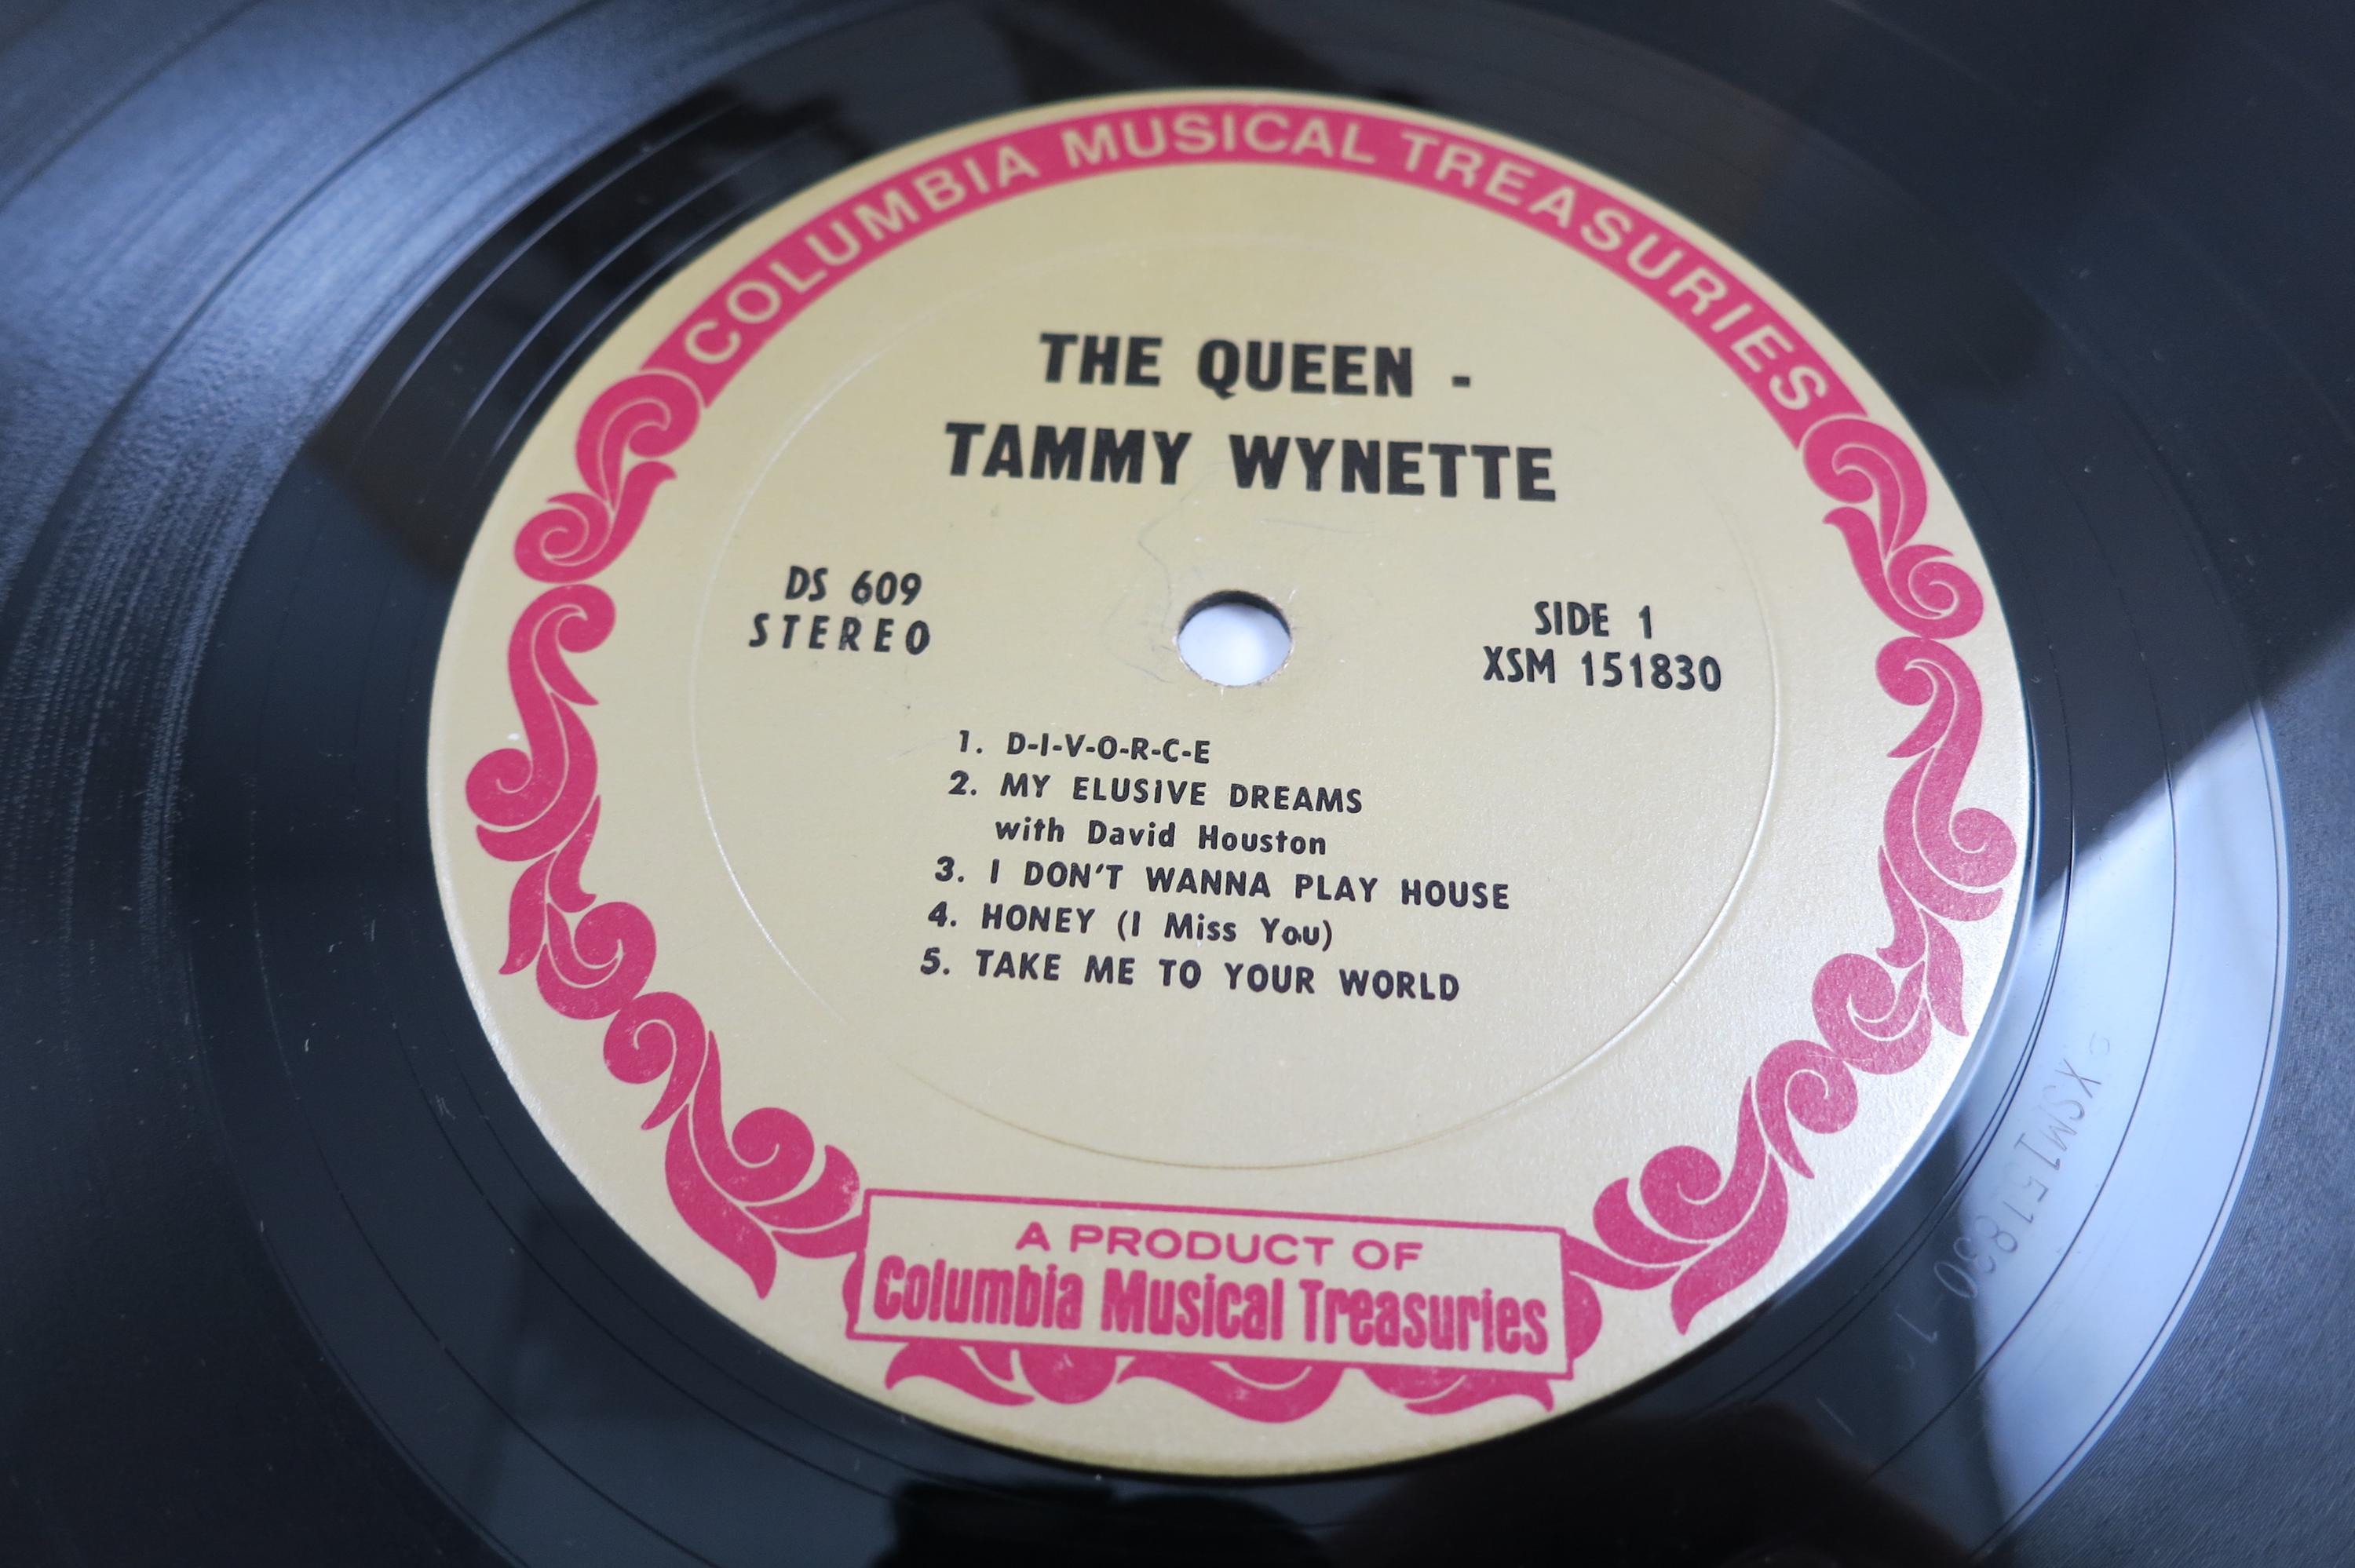 COLUMBIA MUSICAL TREASURIES
THE QUEEN -
TAMMY WYNETTE
DS 609
STEREO
SIDE 1
XSM 151830
1. D-I-V-O-R-C-E
2. MY ELUSIVE DREAMS
with David Houston
3. I DON'T WANNA PLAY HOUSE
4. HONEY (I Miss You)
5. TAKE ME TO YOUR WORLD
A PRODUCT OF
Columbia Musical Treasuries
XSM151830